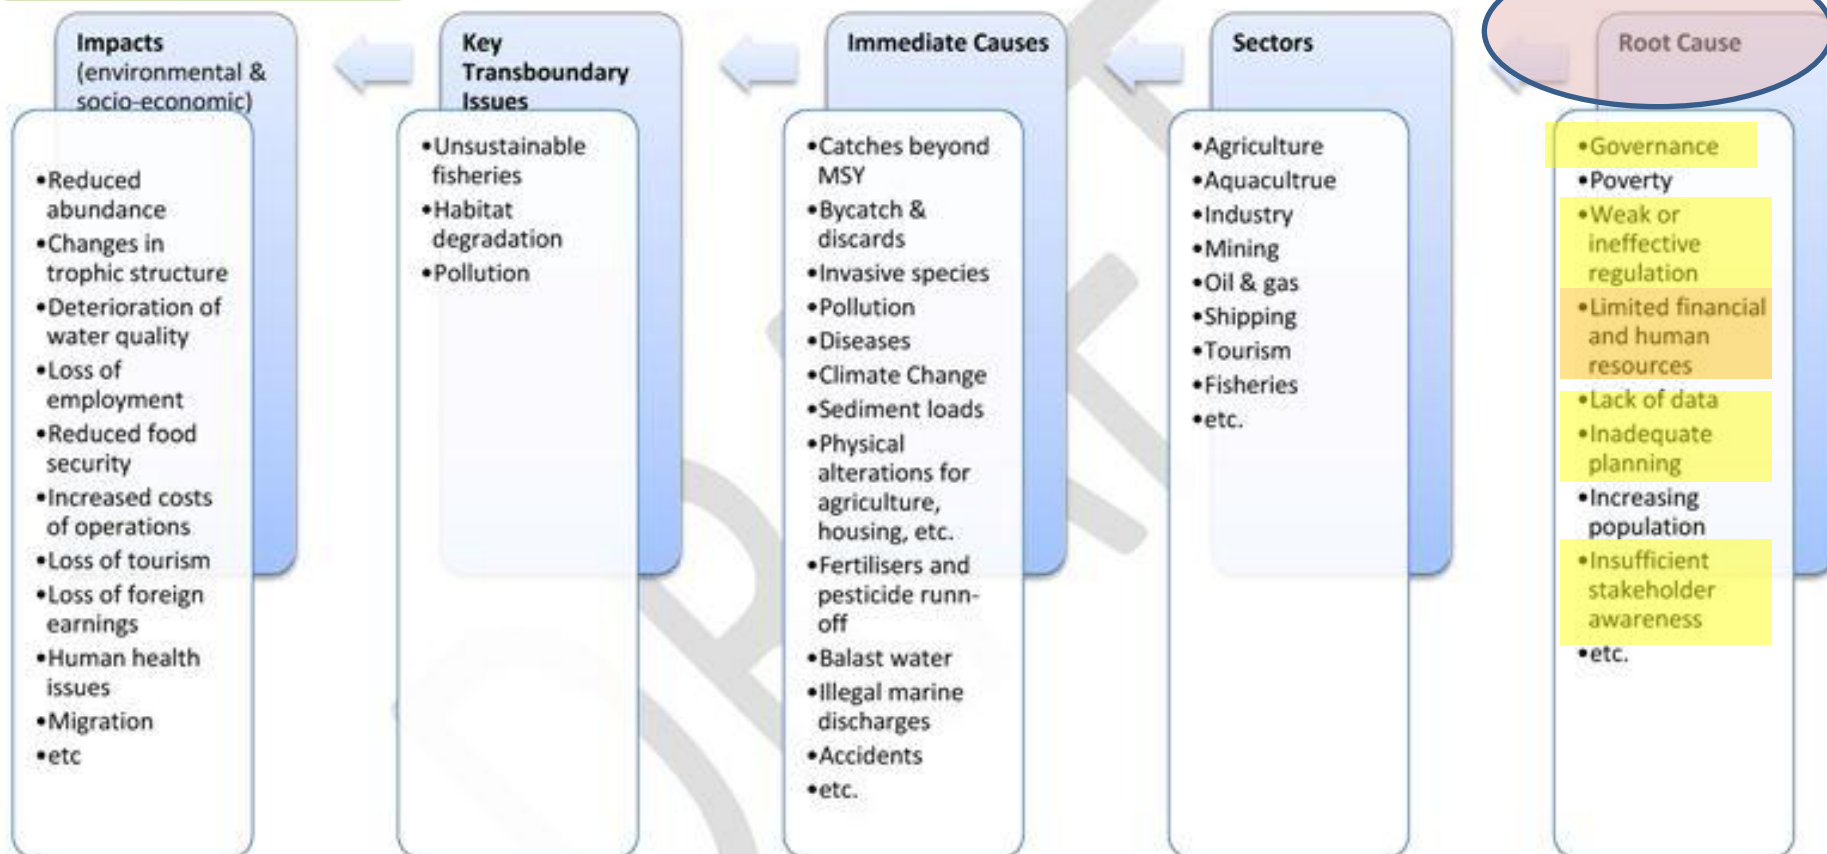 Impacts
(environmental &
socio-economic)
•Reduced
abundance
•Changes in
trophic structure
•Deterioration of
water quality
•Loss of
employment
•Reduced food
security
•Increased costs
of operations
•Loss of tourism
•Loss of foreign
earnings
•Human health
issues
•Migration
•etc
Key
Transboundary
Issues
•Unsustainable
fisheries
•Habitat
degradation
•Pollution
Immediate Causes
•Catches beyond
MSY
•Bycatch &
discards
•Invasive species
•Pollution
•Diseases
•Climate Change
•Sediment loads
•Physical
alterations for
agriculture,
housing, etc.
•Fertilisers and
pesticide runn-
off
•Balast water
•Illegal marine
discharges
•Accidents
•etc.
Sectors
•Agriculture
•Aquacultrue
•Industry
•Mining
•Oil & gas
•Shipping
•Tourism
•Fisheries
•etc.
Root Cause
•Governance
•Poverty
•Weak or
ineffective
regulation
•Limited financial
and human
resources
•Lack of data
•Inadequate
planning
•Increasing
population
•Insufficient
stakeholder
awareness
•etc.